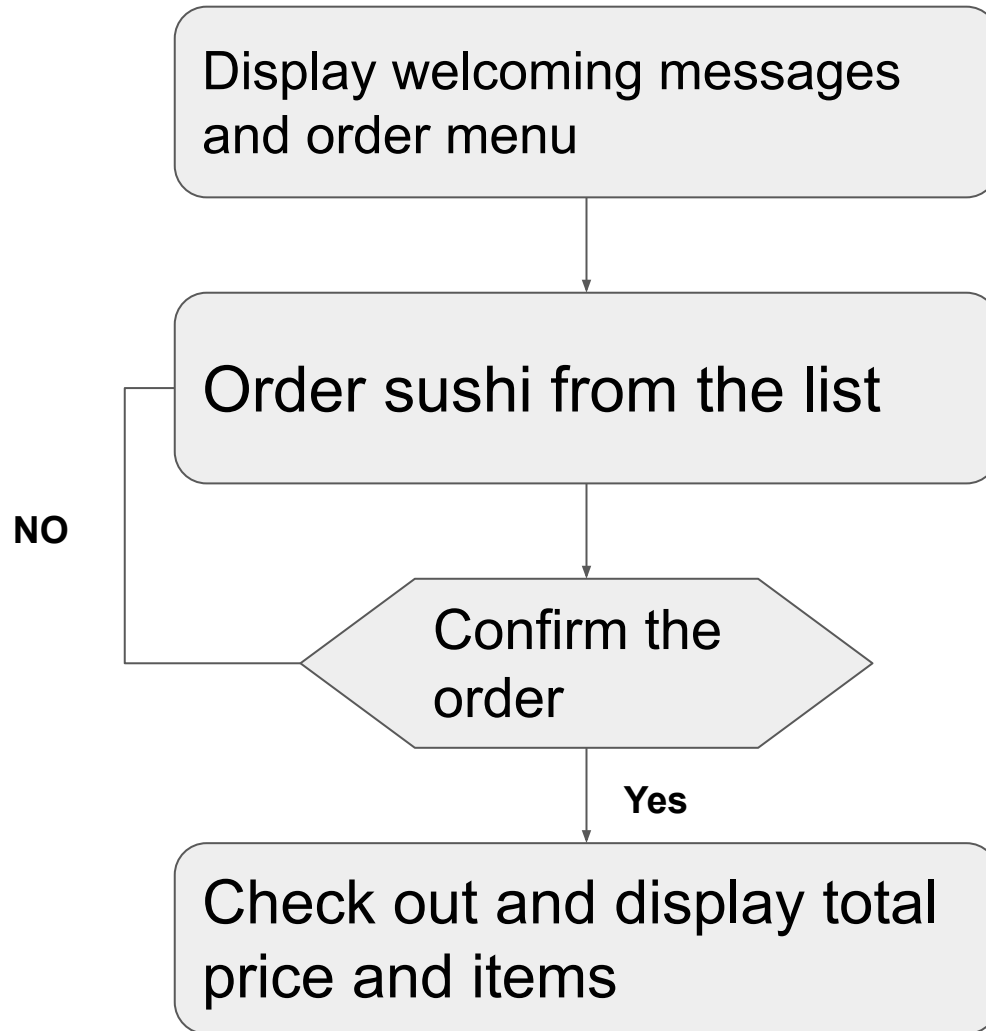 Display welcoming messages
and order menu
Order sushi from the list
NO
Confirm the
order
Yes
Check out and display total
price and items